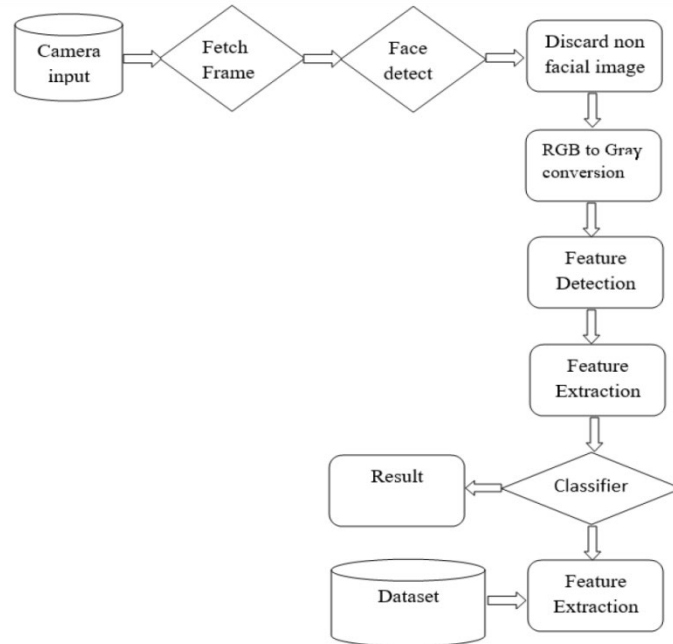 Camera
input
Fetch
Frame
Face
detect
Discard non
facial image
RGB to Gray
conversion
Feature
Detection
Feature
Extraction
Classifier
Result
Dataset
Feature
Extraction